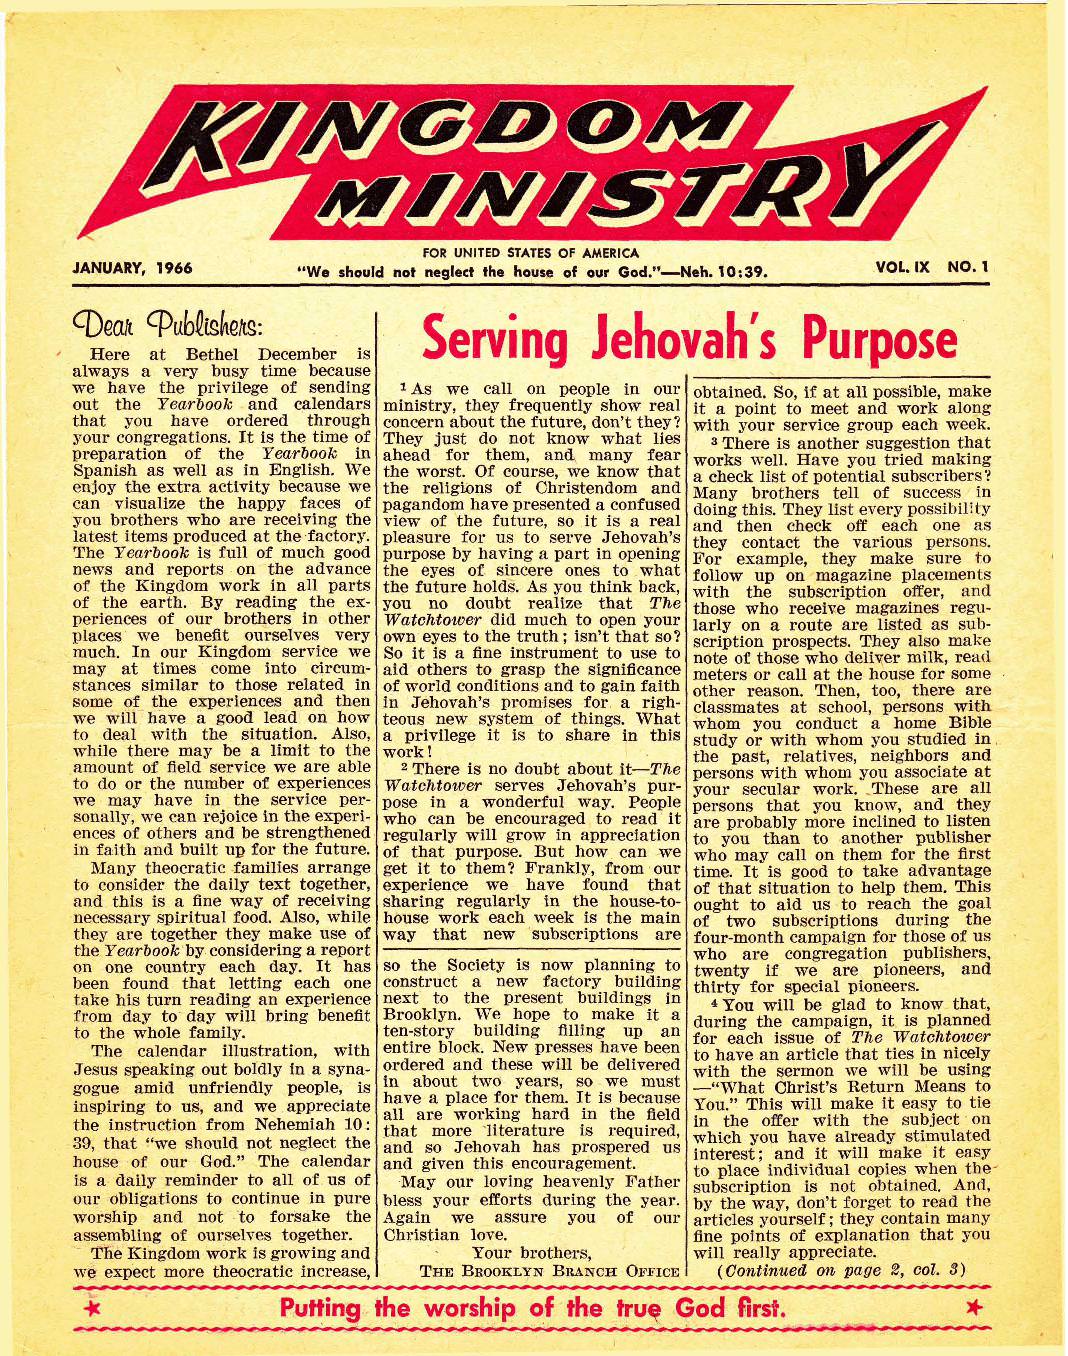 KINGDOM
MINISTRY
FOR UNITED STATES OF AMERICA
JANUARY, 1966
"We should not neglect the house of our God."—Neh. 10:39.
VOL. IX NO. 1
Dear Publishers:
Here at Bethel December is
always a very busy time because
we have the privilege of sending
out the Yearbook and calendars
that you have ordered through
your congregations. It is the time of
preparation of the Yearbook in
Spanish as well as in English. We
enjoy the extra activity because we
can visualize the happy faces of
you brothers who are receiving the
latest items produced at the factory.
The Yearbook is full of much good
news and reports on the advance
of the Kingdom work in all parts
of the earth. By reading the ex-
periences of our brothers in other
places we benefit ourselves very
much. In our Kingdom service we
may at times come into circum-
stances similar to those related in
some of the experiences and then
we will have a good lead on how
to deal with the situation. Also,
while there may be a limit to the
amount of field service we are able
to do or the number of experiences
we may have in the service per-
sonally, we can rejoice in the experi-
ences of others and be strengthened
in faith and built up for the future.
Many theocratic families arrange
to consider the daily text together,
and this is a fine way of receiving
necessary spiritual food. Also, while
they are together they make use of
the Yearbook by considering a report
on one country each day. It has
been found that letting each one
take his turn reading an experience
from day to day will bring benefit
to the whole family.
The calendar illustration, with
Jesus speaking out boldly in a syna-
gogue amid unfriendly people, is
inspiring to us, and we appreciate
the instruction from Nehemiah 10:
39, that "we should not neglect the
house of our God." The calendar
is a daily reminder to all of us of
our obligations to continue in pure
worship and not to forsake the
assembling of ourselves together.
The Kingdom work is growing and
we expect more theocratic increase,
so the Society is now planning to
construct a new factory building
next to the present buildings in
Brooklyn. We hope to make it a
ten-story building filling up an
entire block. New presses have been
ordered and these will be delivered
in about two years, so we must
have a place for them. It is because
all are working hard in the field
that more literature is required,
and so Jehovah has prospered us
and given this encouragement.
May our loving heavenly Father
bless your efforts during the year.
Again we assure you of our
Christian love.
Your brothers,
THE BROOKLYN BRANCH OFFICE
Serving Jehovah's Purpose
1 As we call on people in our
ministry, they frequently show real
concern about the future, don't they?
They just do not know what lies
ahead for them, and many fear
the worst. Of course, we know that
the religions of Christendom and
pagandom have presented a confused
view of the future, so it is a real
pleasure for us to serve Jehovah's
purpose by having a part in opening
the eyes of sincere ones to what
the future holds. As you think back,
you no doubt realize that The
Watchtower did much to open your
own eyes to the truth; isn't that so?
So it is a fine instrument to use to
aid others to grasp the significance
of world conditions and to gain faith
in Jehovah's promises for a righ-
teous new system of things. What
a privilege it is to share in this
work!
2 There is no doubt about it—The
Watchtower serves Jehovah's pur-
pose in a wonderful way. People
who can be encouraged to read it
regularly will grow in appreciation
of that purpose. But how can we
get it to them? Frankly, from our
experience we have found that
sharing regularly in the house-to-
house work each week is the main
way that new subscriptions are
obtained. So, if at all possible, make
it a point to meet and work along
with your service group each week.
3 There is another suggestion that
works well. Have you tried making
a check list of potential subscribers?
Many brothers tell of success in
doing this. They list every possibility
and then check off each one as
they contact the various persons.
For example, they make sure to
follow up on magazine placements
with the subscription offer, and
those who receive magazines regu-
larly on a route are listed as sub-
scription prospects. They also make
note of those who deliver milk, read
meters or call at the house for some
other reason. Then, too, there are
classmates at school, persons with
whom you conduct a home Bible
study or with whom you studied in
the past, relatives, neighbors and
persons with whom you associate at
your secular work. These are all
persons that you know, and they
are probably more inclined to listen
to you than to another publisher
who may call on them for the first
time. It is good to take advantage
of that situation to help them. This
ought to aid us to reach the goal
of two subscriptions during the
four-month campaign for those of us
who are congregation publishers,
twenty if we are pioneers, and
thirty for special pioneers.
4 You will be glad to know that,
during the campaign, it is planned
for each issue of The Watchtower
to have an article that ties in nicely
with the sermon we will be using
—"What Christ's Return Means to
You." This will make it easy to tie
in the offer with the subject on
which you have already stimulated
interest; and it will make it easy
to place individual copies when the
subscription is not obtained. And,
by the way, don't forget to read the
articles yourself; they contain many
fine points of explanation that you
will really appreciate.
(Continued on page 2, col. 3)
★ Putting the worship of the true God first. ★